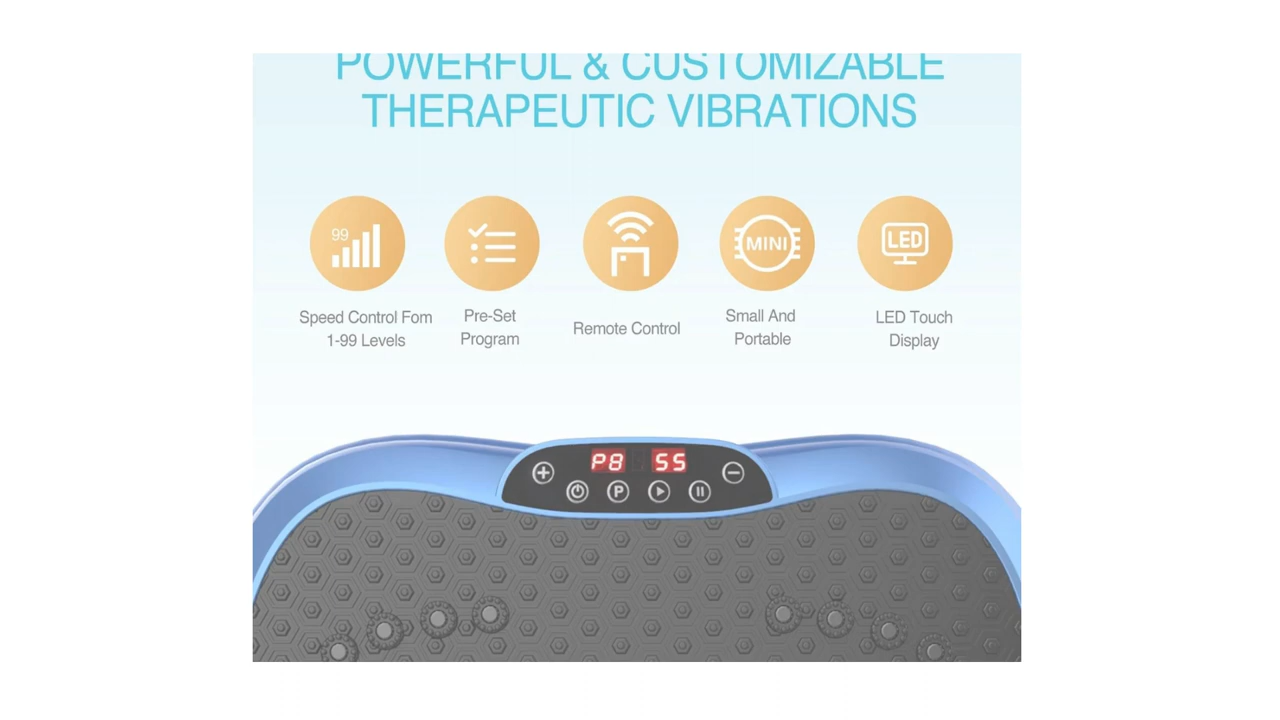 POWERFUL & CUSTOMIZABLE
THERAPEUTIC VIBRATIONS
99
MINI
LED
Speed Control Fom
1-99 Levels
Pre-Set
Program
Remote Control
Small And
Portable
LED Touch
Display
P8 55
P